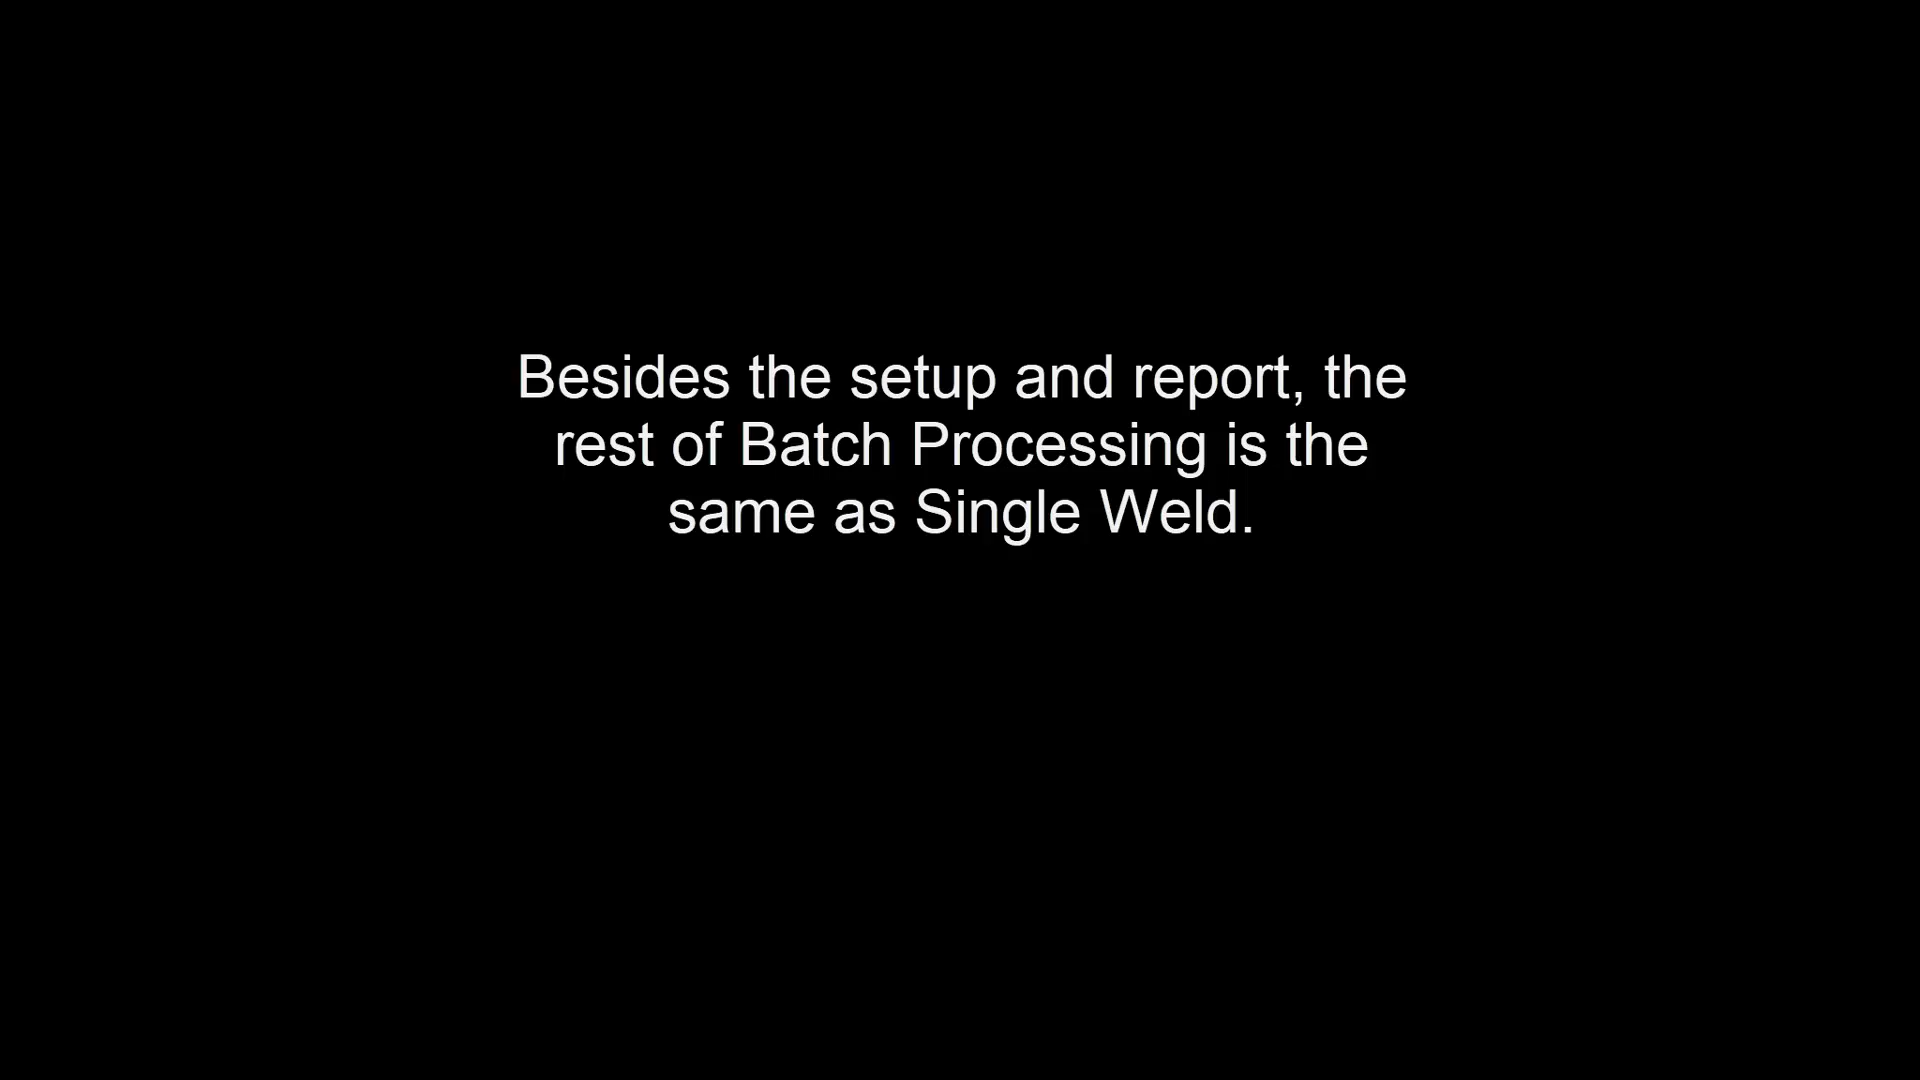 Besides the setup and report, the
rest of Batch Processing is the
same as Single Weld.